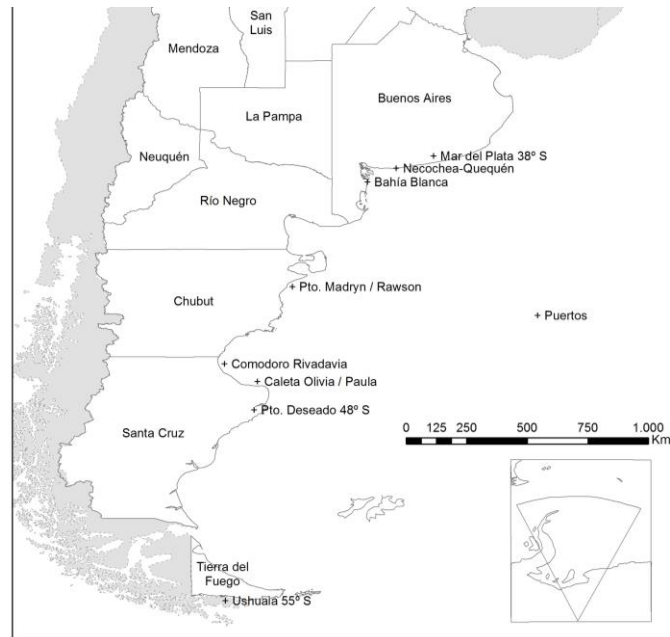 San
Luis
Mendoza
Buenos Aires
La Pampa
+ Mar del Plata 38º S
Neuquén
+ Necochea-Quequén
+ Bahía Blanca
Río Negro
+ Pto. Madryn / Rawson
Chubut
+ Puertos
+ Comodoro Rivadavia
+ Caleta Olivia / Paula
+ Pto. Deseado 48º S
Santa Cruz
0 125 250 500 750 1.000
Km
Tierra del
Fuego
+ Ushuaia 55º S